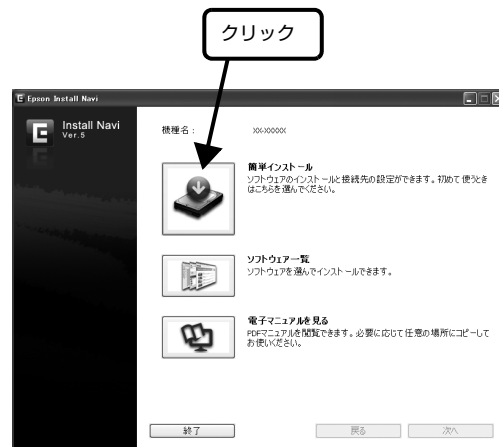 クリック
Epson Install Navi
Install Navi
Ver.5
機種名： XX-XXXXX
簡単インストール
ソフトウェアのインストールと接続先の設定ができます。初めて使うとき
はこちらを選んでください。
ソフトウェア一覧
ソフトウェアを選んでインストールできます。
電子マニュアルを見る
PDFマニュアルを閲覧できます。必要に応じて任意の場所にコピーして
お使いください。
終了 戻る 次へ